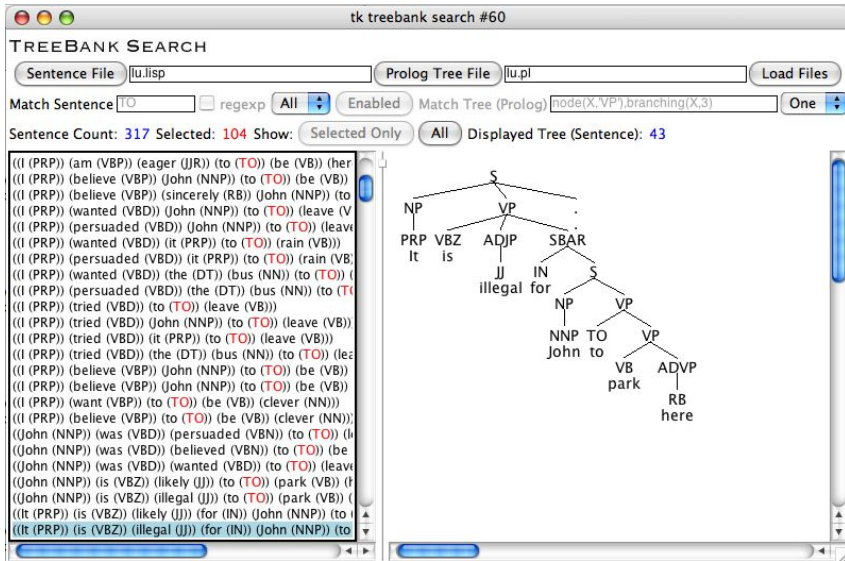 tk treebank search #60
TREEBANK SEARCH
Sentence File lu.lisp Prolog Tree File lu.pl Load Files
Match Sentence TO regexp All Enabled Match Tree (Prolog) node(X,'VP'),branching(X,3) One
Sentence Count: 317 Selected: 104 Show: Selected Only All Displayed Tree (Sentence): 43
((I (PRP)) (am (VBP)) (eager (JJR)) (to (TO)) (be (VB)) (her
((I (PRP)) (believe (VBP)) (John (NNP)) (to (TO)) (be (VB))
((I (PRP)) (believe (VBP)) (sincerely (RB)) (John (NNP)) (to
((I (PRP)) (wanted (VBD)) (John (NNP)) (to (TO)) (leave (V
((I (PRP)) (persuaded (VBD)) (John (NNP)) (to (TO)) (leave
((I (PRP)) (wanted (VBD)) (it (PRP)) (to (TO)) (rain (VB)))
((I (PRP)) (persuaded (VBD)) (it (PRP)) (to (TO)) (rain (VB)
((I (PRP)) (wanted (VBD)) (the (DT)) (bus (NN)) (to (TO)) (
((I (PRP)) (persuaded (VBD)) (the (DT)) (bus (NN)) (to (TO
((I (PRP)) (tried (VBD)) (to (TO)) (leave (VB)))
((I (PRP)) (tried (VBD)) (John (NNP)) (to (TO)) (leave (VB))
((I (PRP)) (tried (VBD)) (it (PRP)) (to (TO)) (leave (VB)))
((I (PRP)) (tried (VBD)) (the (DT)) (bus (NN)) (to (TO)) (lea
((I (PRP)) (believe (VBP)) (John (NNP)) (to (TO)) (be (VB))
((I (PRP)) (believe (VBP)) (John (NNP)) (to (TO)) (be (VB))
((I (PRP)) (want (VBP)) (to (TO)) (be (VB)) (clever (NN)))
((I (PRP)) (believe (VBP)) (to (TO)) (be (VB)) (clever (NN)))
((John (NNP)) (was (VBD)) (persuaded (VBN)) (to (TO)) (l
((John (NNP)) (was (VBD)) (believed (VBN)) (to (TO)) (be
((John (NNP)) (was (VBD)) (wanted (VBD)) (to (TO)) (leave
((John (NNP)) (is (VBZ)) (likely (JJ)) (to (TO)) (park (VB)) (h
((John (NNP)) (is (VBZ)) (illegal (JJ)) (to (TO)) (park (VB)) (
((It (PRP)) (is (VBZ)) (likely (JJ)) (for (IN)) (John (NNP)) (to (
((It (PRP)) (is (VBZ)) (illegal (JJ)) (for (IN)) (John (NNP)) (to
S
NP VP .
PRP VBZ ADJP SBAR .
It is JJ IN S
illegal for
NP VP
NNP TO VP
John to
VB ADVP
park
RB
here